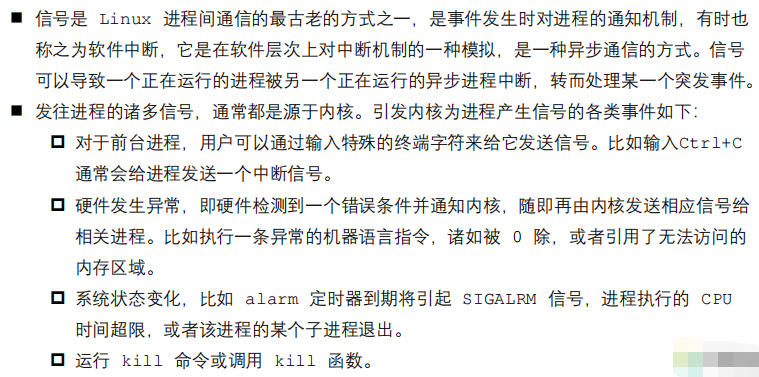 信号是 Linux 进程间通信的最古老的方式之一，是事件发生时对进程的通知机制，有时也
称之为软件中断，它是在软件层次上对中断机制的一种模拟，是一种异步通信的方式。信号
可以导致一个正在运行的进程被另一个正在运行的异步进程中断，转而处理某一个突发事件。
发往进程的诸多信号，通常都是源于内核。引发内核为进程产生信号的各类事件如下：
对于前台进程，用户可以通过输入特殊的终端字符来给它发送信号。比如输入Ctrl+C
通常会给进程发送一个中断信号。
硬件发生异常，即硬件检测到一个错误条件并通知内核，随即再由内核发送相应信号给
相关进程。比如执行一条异常的机器语言指令，诸如被 0 除，或者引用了无法访问的
内存区域。
系统状态变化，比如 alarm 定时器到期将引起 SIGALRM 信号，进程执行的 CPU
时间超限，或者该进程的某个子进程退出。
运行 kill 命令或调用 kill 函数。